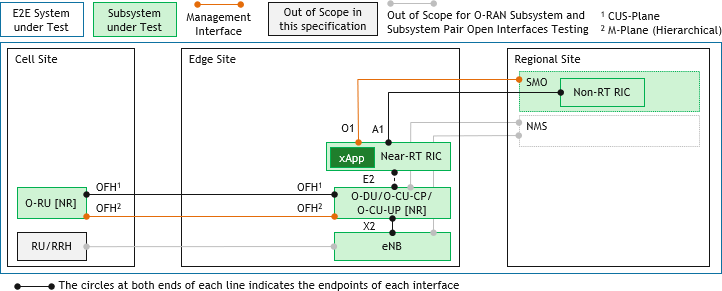 E2E System
under Test
Subsystem
under Test
Management
Interface
Out of Scope in
this specification
Out of Scope for O-RAN Subsystem and
Subsystem Pair Open Interfaces Testing
¹ CUS-Plane
² M-Plane (Hierarchical)
Cell Site
Edge Site
Regional Site
SMO
Non-RT RIC
NMS
O1
A1
xApp
Near-RT RIC
E2
O-RU [NR]
OFH¹
OFH¹
OFH²
OFH²
O-DU/O-CU-CP/
O-CU-UP [NR]
X2
RU/RRH
eNB
The circles at both ends of each line indicates the endpoints of each interface